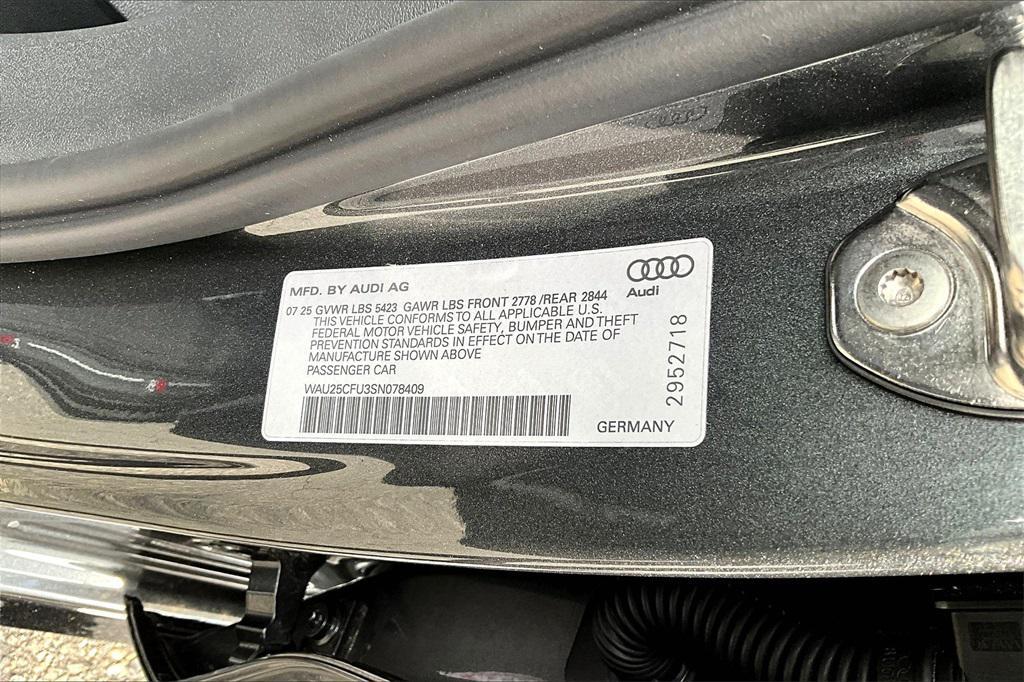 MFD. BY AUDI AG
Audi
07 25 GVWR LBS 5423 GAWR LBS FRONT 2778 /REAR 2844
THIS VEHICLE CONFORMS TO ALL APPLICABLE U.S.
FEDERAL MOTOR VEHICLE SAFETY, BUMPER AND THEFT
PREVENTION STANDARDS IN EFFECT ON THE DATE OF
MANUFACTURE SHOWN ABOVE
PASSENGER CAR
WAU25CFU3SN078409
GERMANY
2952718